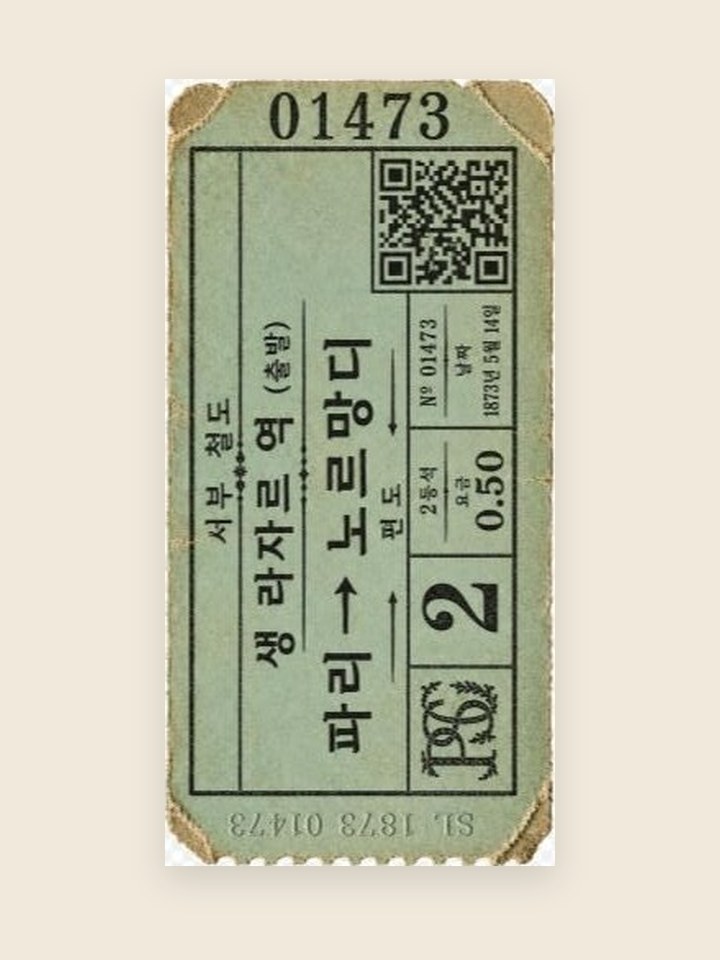 01473
서부 철도
생 라자르 역 (출발)
파리 → 노르망디
편도
Nº 01473
날짜
1873년 5월 14일
2등석
요금
0.50
2
SL 1873 01473